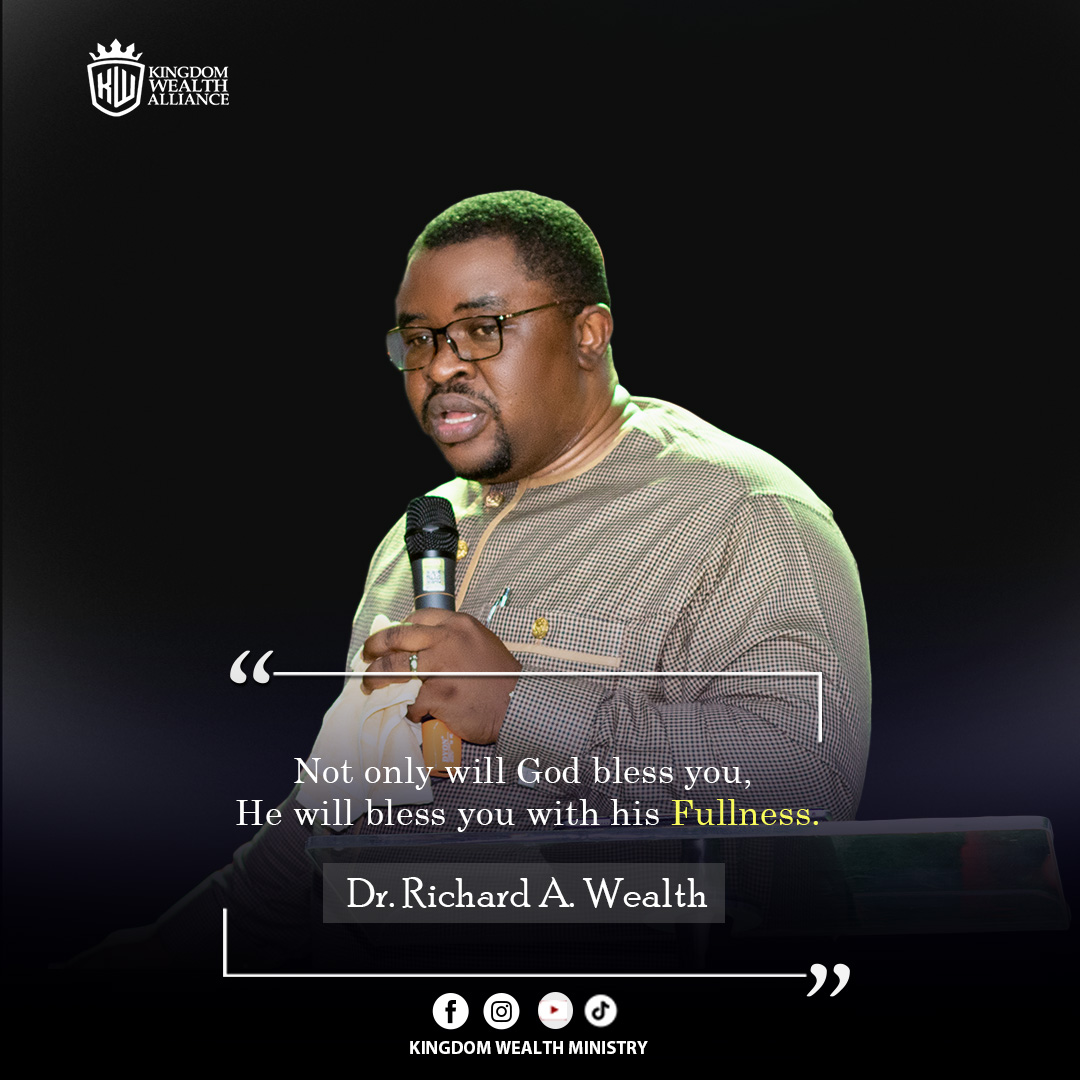 KINGDOM
WEALTH
ALLIANCE
Not only will God bless you,
He will bless you with his Fullness.
Dr. Richard A. Wealth
KINGDOM WEALTH MINISTRY